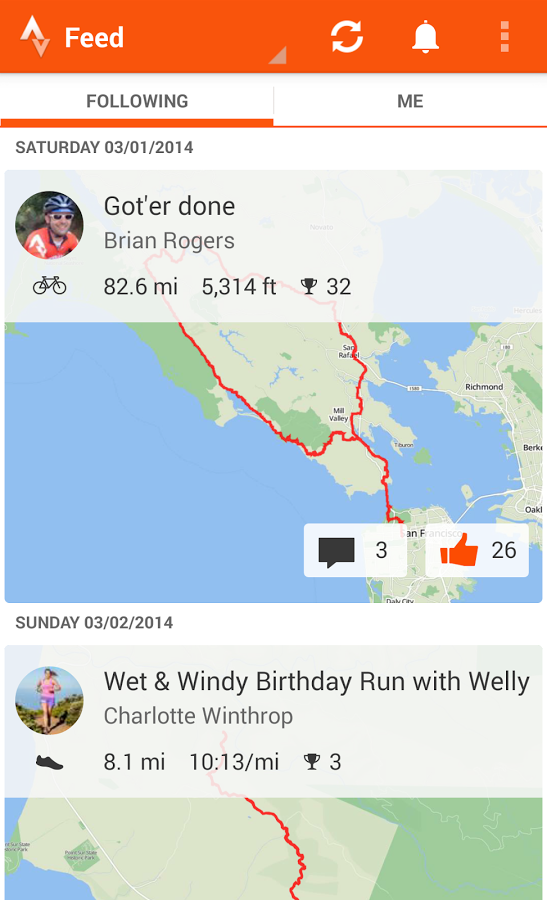 Feed
FOLLOWING
ME
SATURDAY 03/01/2014
Got'er done
Brian Rogers
82.6 mi 5,314 ft 32
Novato
San
Rafael
1580
Richmond
Mill
Valley
Tiburon
Berke
Oakl
San Francisco
3
26
Daly City
SUNDAY 03/02/2014
Wet & Windy Birthday Run with Welly
Charlotte Winthrop
8.1 mi 10:13/mi 3